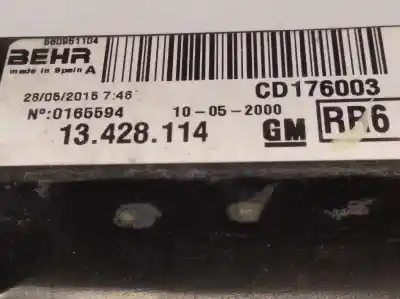 560961104
BEHR
made in Spain A
28/05/2015 7:46
CD176003
Nº:0165594
10-05-2000
13.428.114
GM
RR6